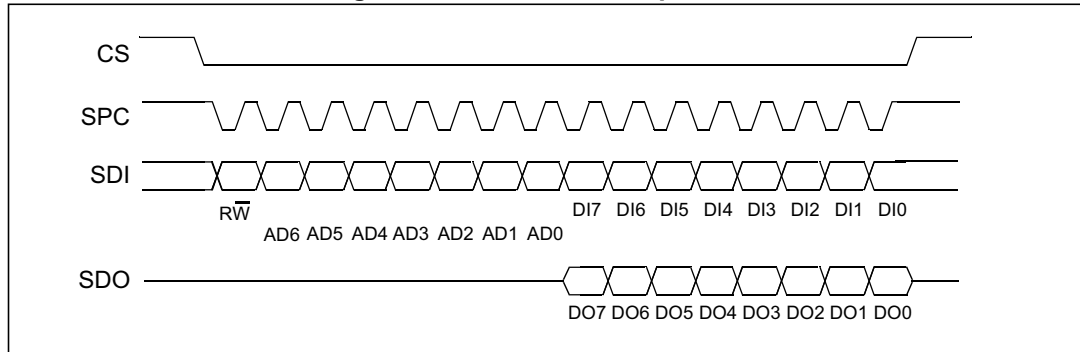 CS
SPC
SDI
RW̅
DI7 DI6 DI5 DI4 DI3 DI2 DI1 DI0
AD6 AD5 AD4 AD3 AD2 AD1 AD0
SDO
DO7 DO6 DO5 DO4 DO3 DO2 DO1 DO0